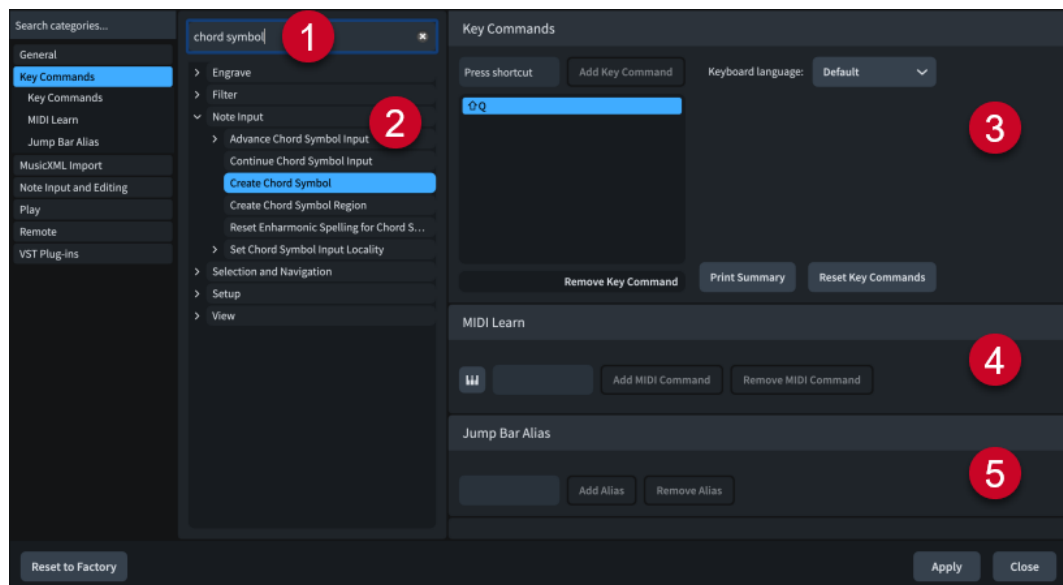 Search categories...
General
Key Commands
Key Commands
MIDI Learn
Jump Bar Alias
MusicXML Import
Note Input and Editing
Play
Remote
VST Plug-ins
chord symbol
1
Engrave
Filter
Note Input
2
Advance Chord Symbol Input
Continue Chord Symbol Input
Create Chord Symbol
Create Chord Symbol Region
Reset Enharmonic Spelling for Chord S...
Set Chord Symbol Input Locality
Selection and Navigation
Setup
View
Key Commands
Press shortcut Add Key Command Keyboard language: Default
⇧Q
3
Remove Key Command Print Summary Reset Key Commands
MIDI Learn
Add MIDI Command Remove MIDI Command
4
Jump Bar Alias
Add Alias Remove Alias
5
Reset to Factory Apply Close